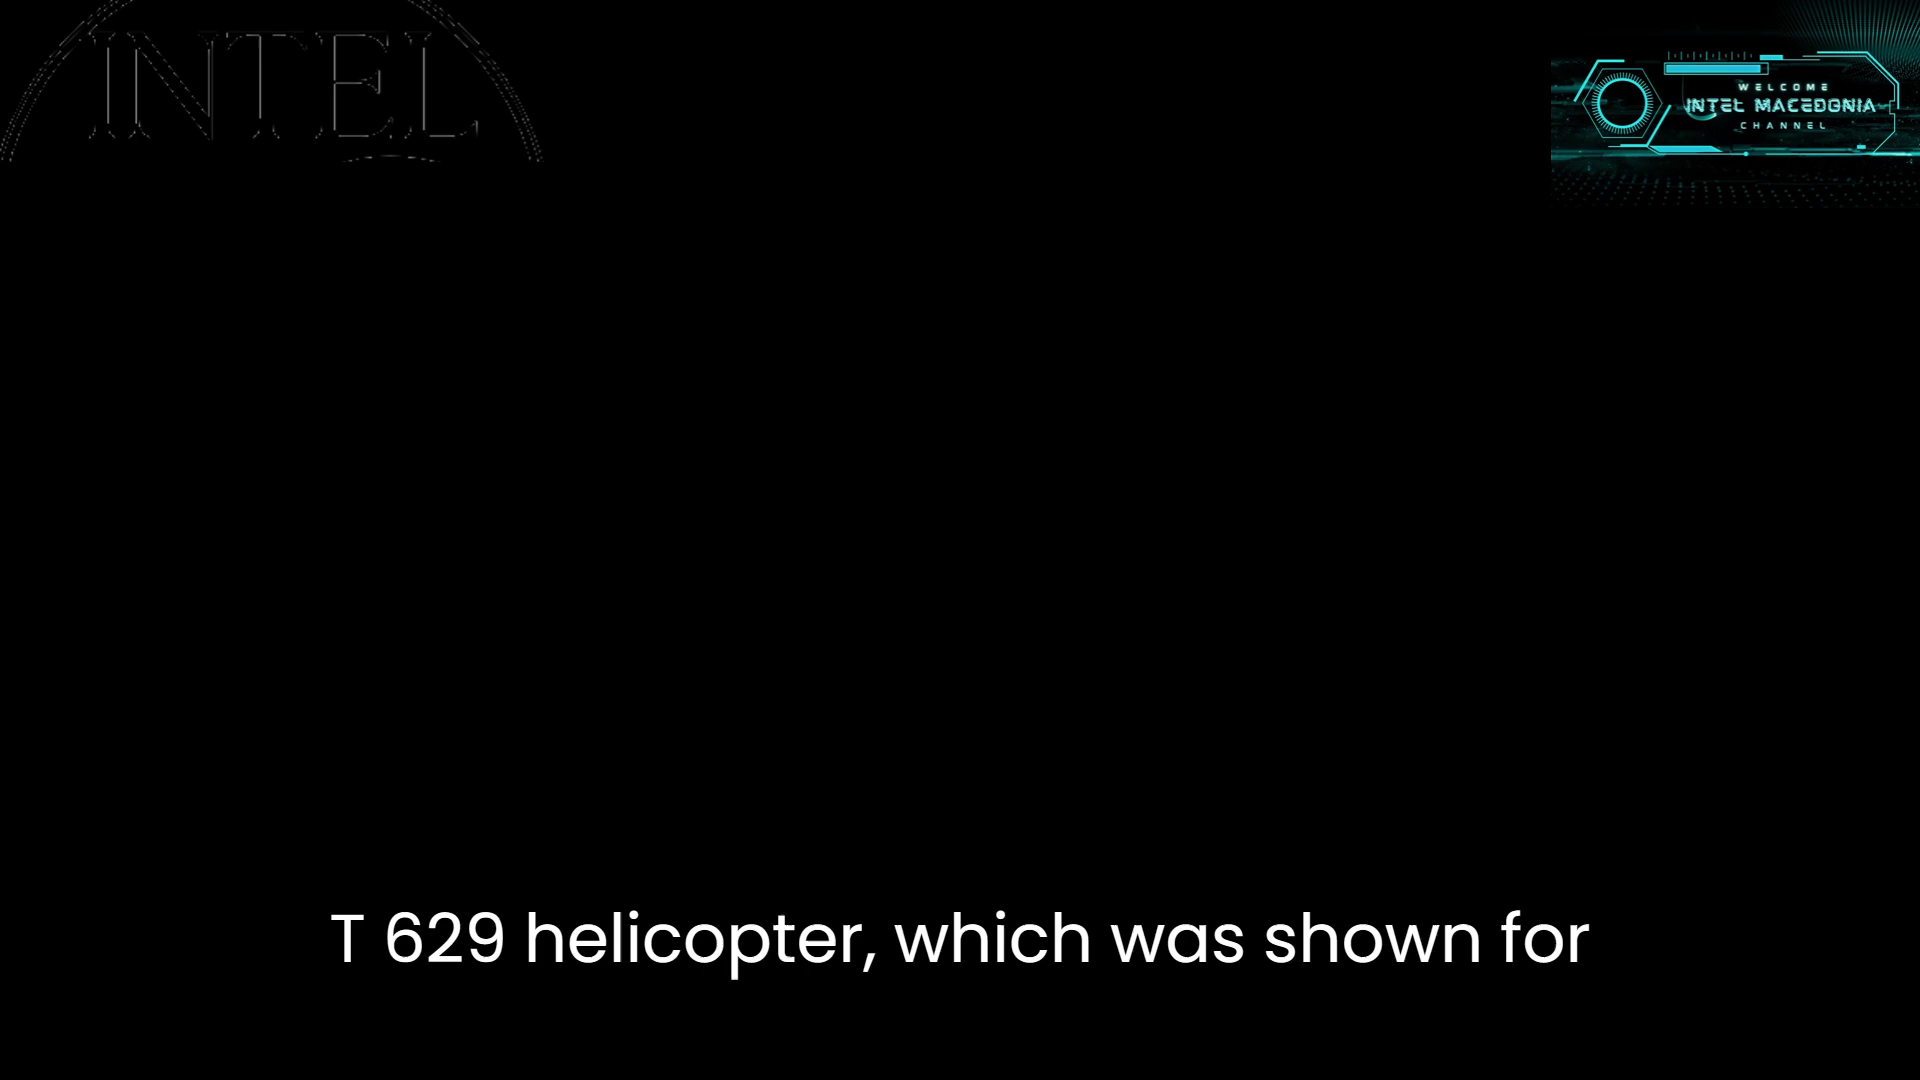 INTEL
WELCOME
INTEL MACEDONIA
CHANNEL
T 629 helicopter, which was shown for